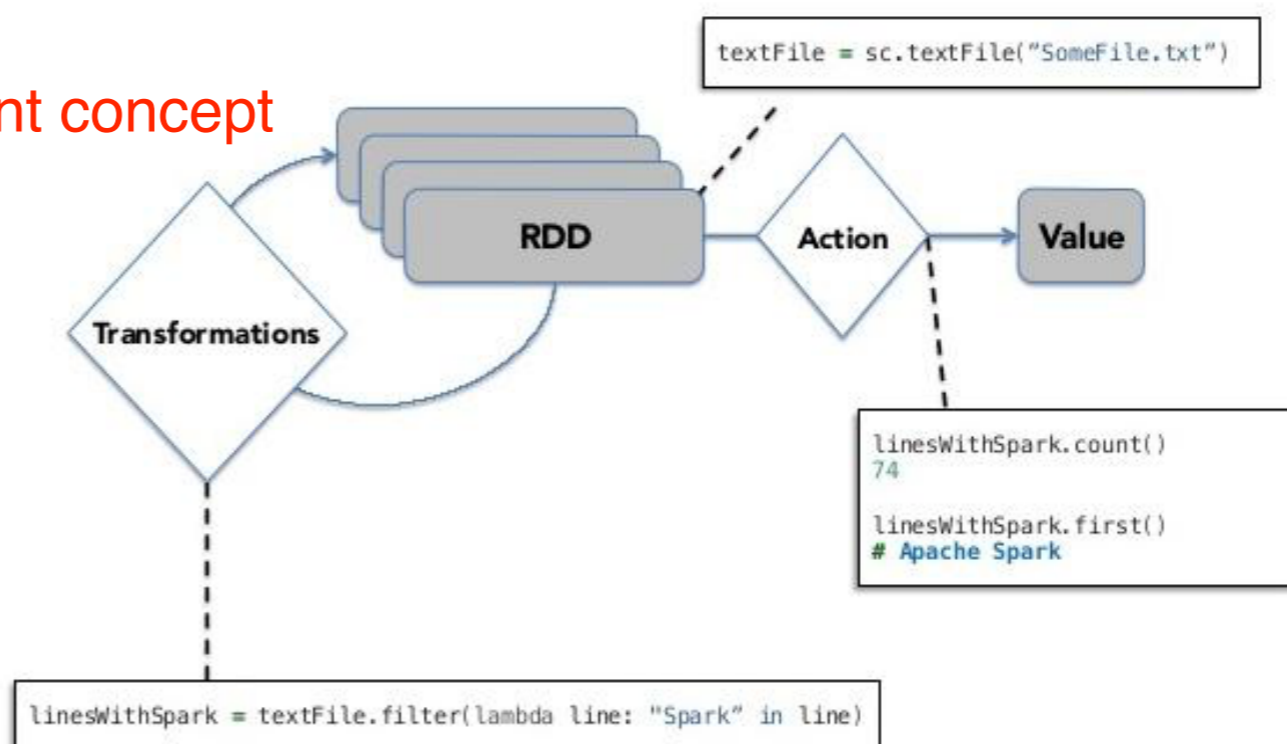 textFile = sc.textFile("SomeFile.txt")
nt concept
RDD
Action
Value
Transformations
linesWithSpark.count()
74
linesWithSpark.first()
# Apache Spark
linesWithSpark = textFile.filter(lambda line: "Spark" in line)